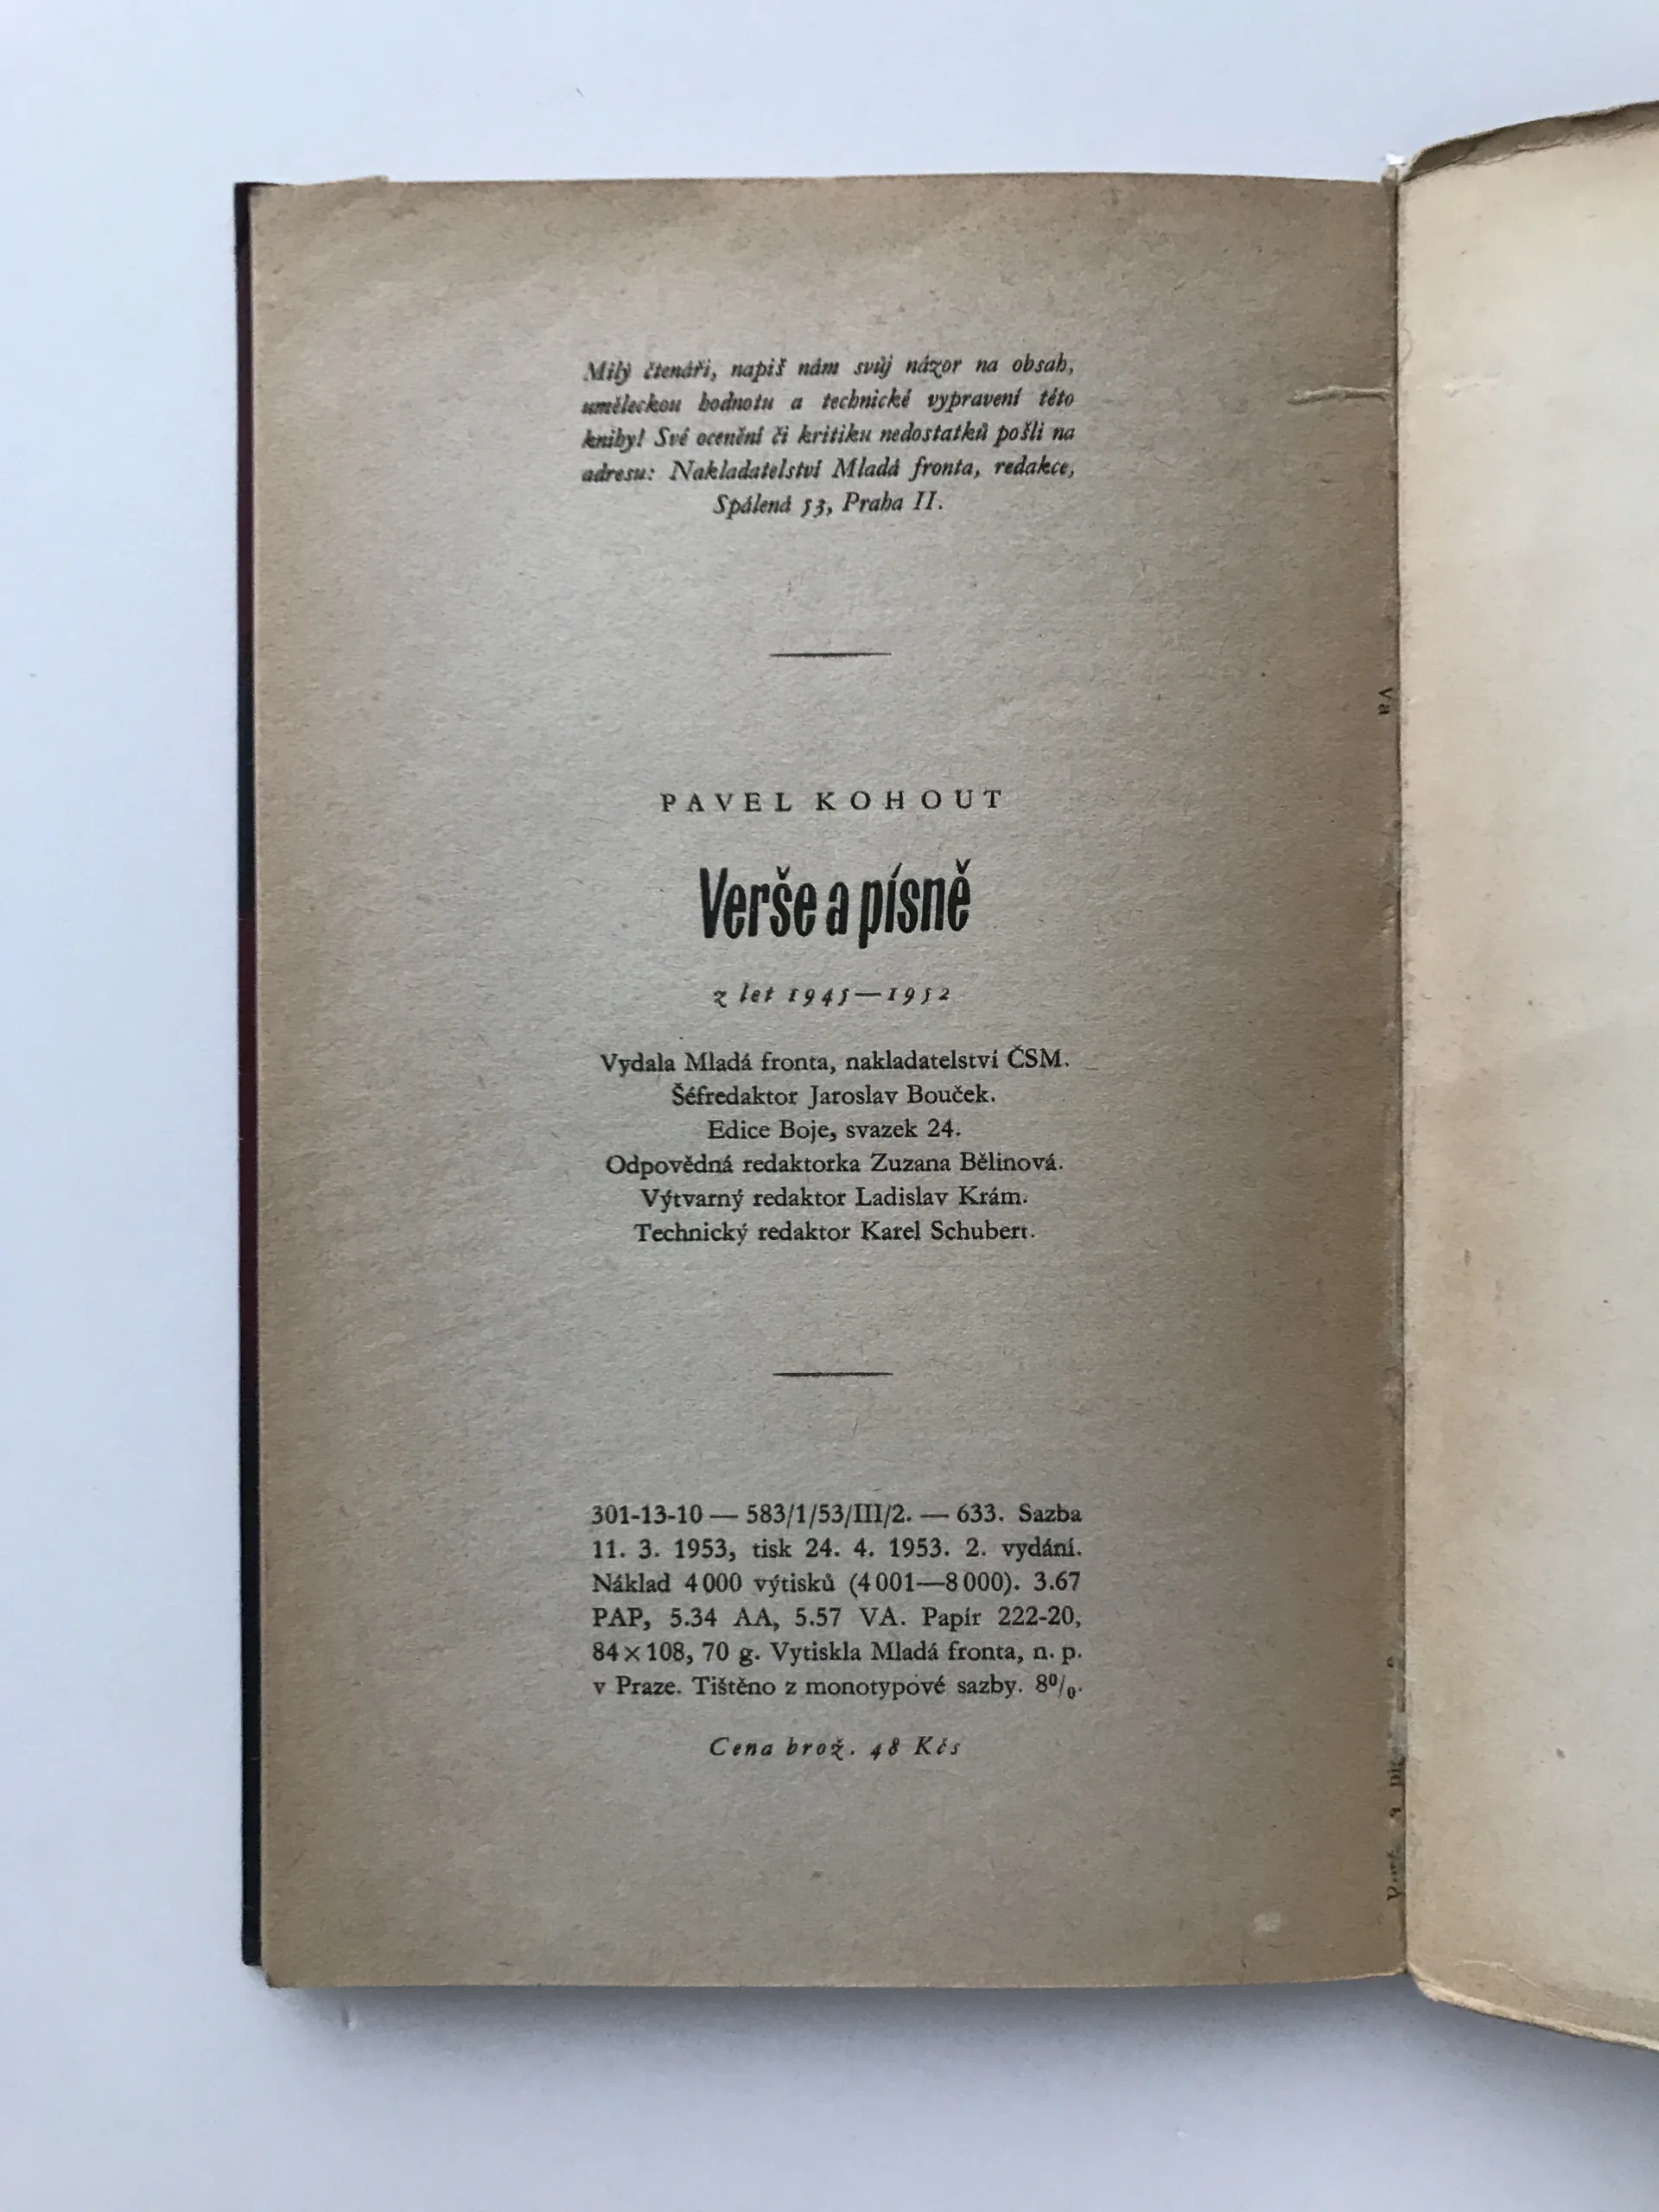 Milý čtenáři, napiš nám svůj názor na obsah,
uměleckou hodnotu a technické vypravení této
knihy! Své ocenění či kritiku nedostatků pošli na
adresu: Nakladatelství Mladá fronta, redakce,
Spálená 53, Praha II.
PAVEL KOHOUT
Verše a písně
z let 1945—1952
Vydala Mladá fronta, nakladatelství ČSM.
Šéfredaktor Jaroslav Bouček.
Edice Boje, svazek 24.
Odpovědná redaktorka Zuzana Bělinová.
Výtvarný redaktor Ladislav Krám.
Technický redaktor Karel Schubert.
301-13-10 — 583/1/53/III/2. — 633. Sazba
11. 3. 1953, tisk 24. 4. 1953. 2. vydání.
Náklad 4 000 výtisků (4 001—8 000). 3.67
PAP, 5.34 AA, 5.57 VA. Papír 222-20,
84×108, 70 g. Vytiskla Mladá fronta, n. p.
v Praze. Tištěno z monotypové sazby. 8⁰/₀.
Cena brož. 48 Kčs